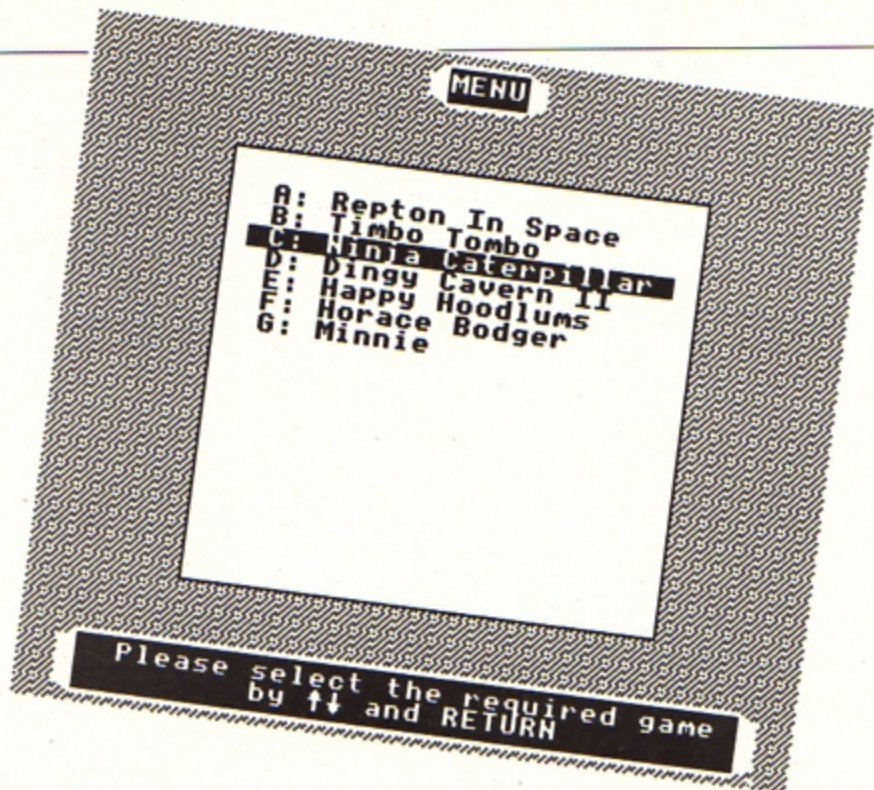 MENU
A: Repton In Space
B: Timbo Tombo
C: Ninja Caterpillar
D: Dingy Cavern II
E: Happy Hoodlums
F: Horace Bodger
G: Minnie
Please select the required game
by ↑↓ and RETURN